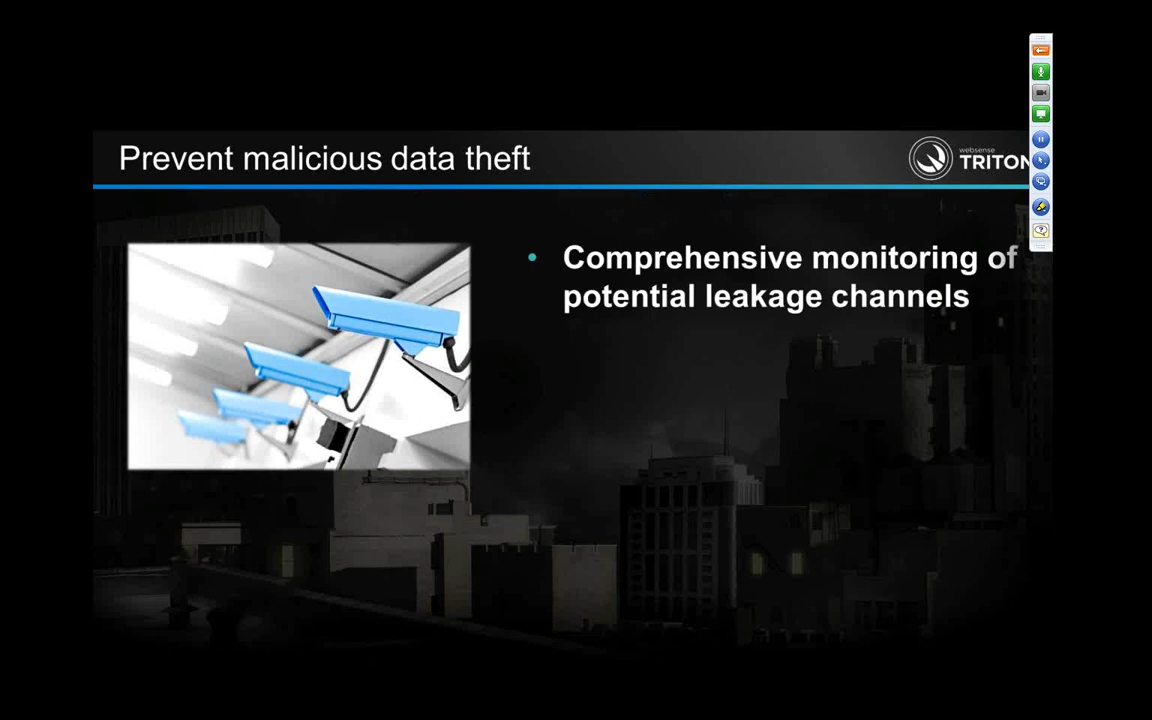 Prevent malicious data theft
websense
TRITON
• Comprehensive monitoring of
potential leakage channels